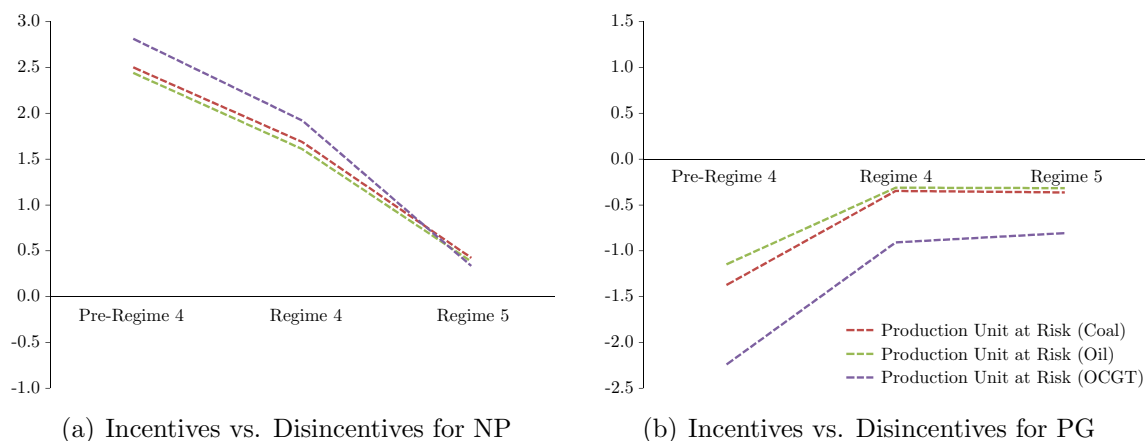 3.0
2.5
2.0
1.5
1.0
0.5
0.0
Pre-Regime 4 Regime 4 Regime 5
-0.5
-1.0
(a) Incentives vs. Disincentives for NP
1.5
1.0
0.5
0.0
Pre-Regime 4 Regime 4 Regime 5
-0.5
-1.0
-1.5
-2.0
-2.5
Production Unit at Risk (Coal)
Production Unit at Risk (Oil)
Production Unit at Risk (OCGT)
(b) Incentives vs. Disincentives for PG